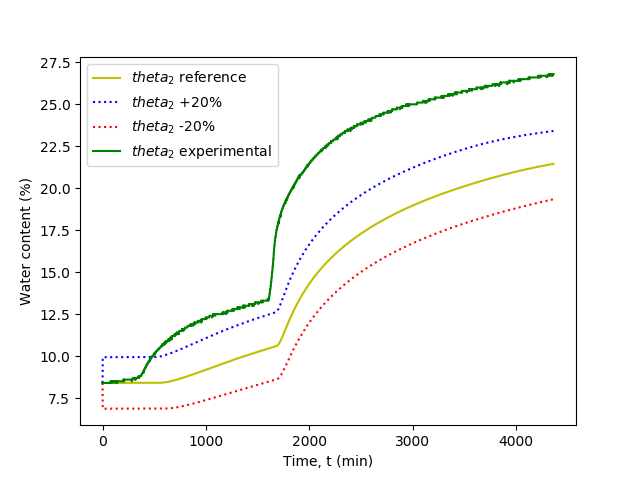 27.5
25.0
22.5
20.0
17.5
15.0
12.5
10.0
7.5
Water content (%)
theta₂ reference
theta₂ +20%
theta₂ -20%
theta₂ experimental
0 1000 2000 3000 4000
Time, t (min)